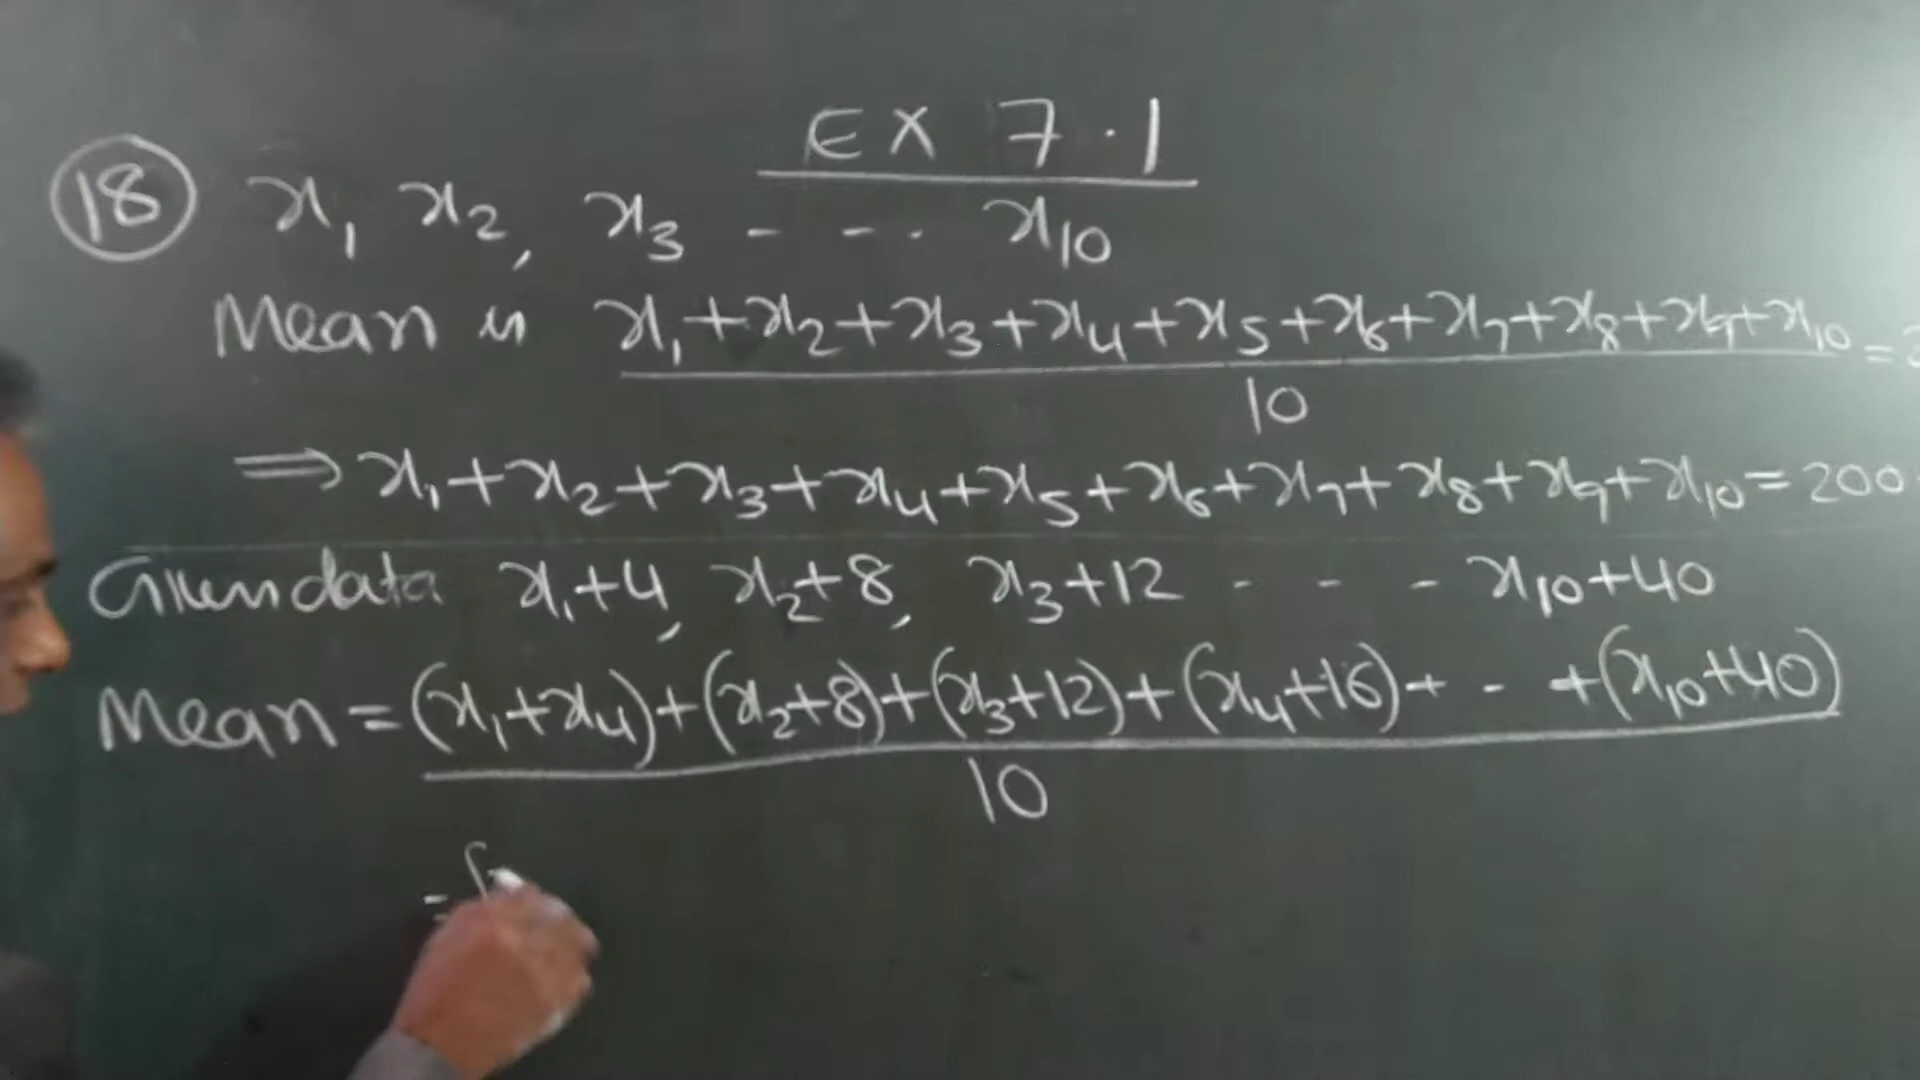 EX 7.1
18 x₁ x₂, x₃ - - . . x₁₀
Mean is x₁+x₂+x₃+x₄+x₅+x₆+x₇+x₈+x₉+x₁₀ =
10
⇒ x₁+x₂+x₃+x₄+x₅+x₆+x₇+x₈+x₉+x₁₀=200
Given data x₁+4, x₂+8, x₃+12 - - - x₁₀+40
Mean = (x₁+x₄)+(x₂+8)+(x₃+12)+(x₄+16)+ - . +(x₁₀+40)
10
= (